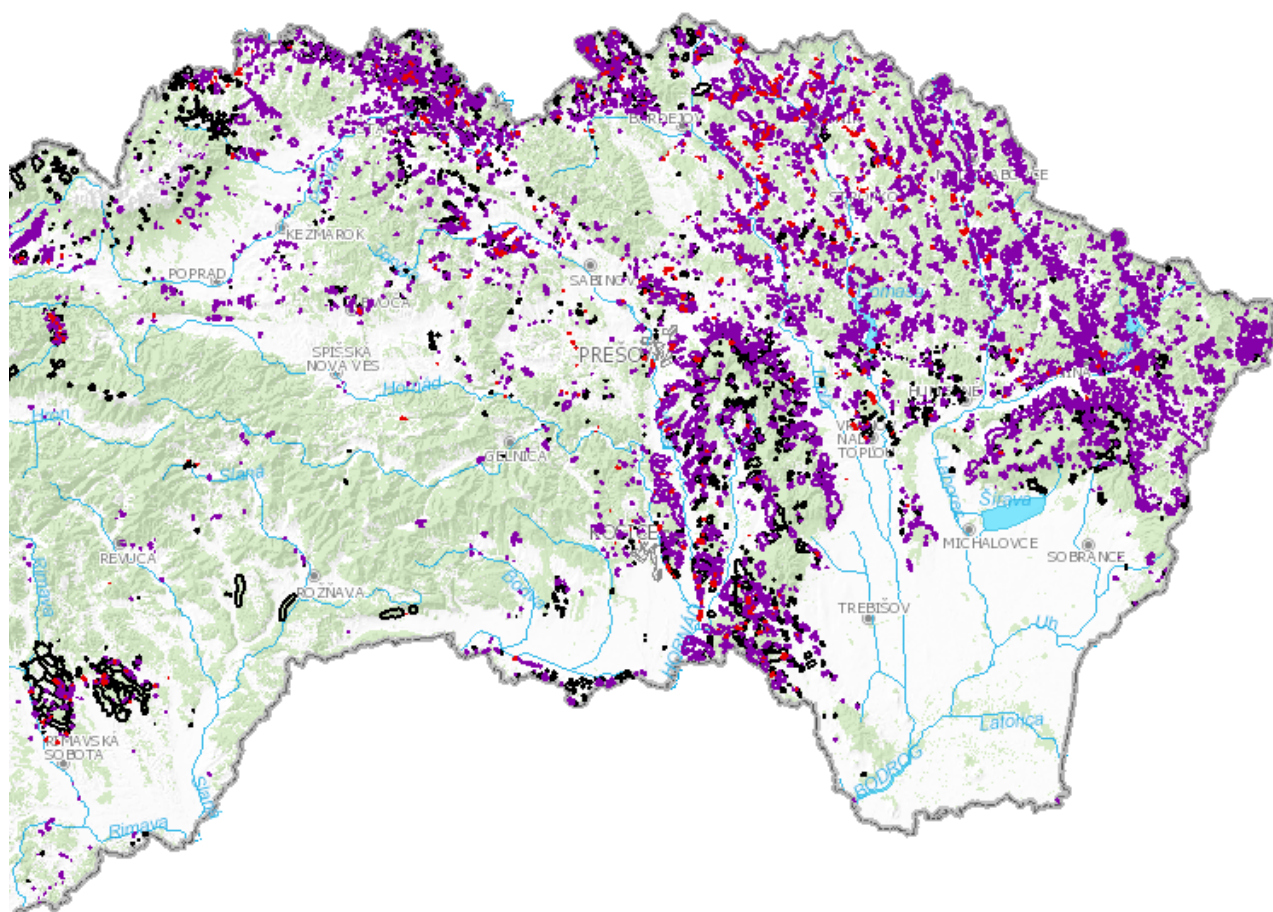 BARDEJOV
KEŽMAROK
POPRAD
SABINOV
PREŠOV
SPIŠSKÁ
NOVÁ VES
Hornád
Hron
GELNICA
HUMENNÉ
VRANOV
NAD
TOPĽOU
Slaná
Šírava
Laborec
KOŠICE
MICHALOVCE
SOBRANCE
REVÚCA
ROŽŇAVA
Rimava
Bodva
TREBIŠOV
Uh
HORNÁD
Latorica
RIMAVSKÁ
SOBOTA
BODROG
Slaná
Rimava